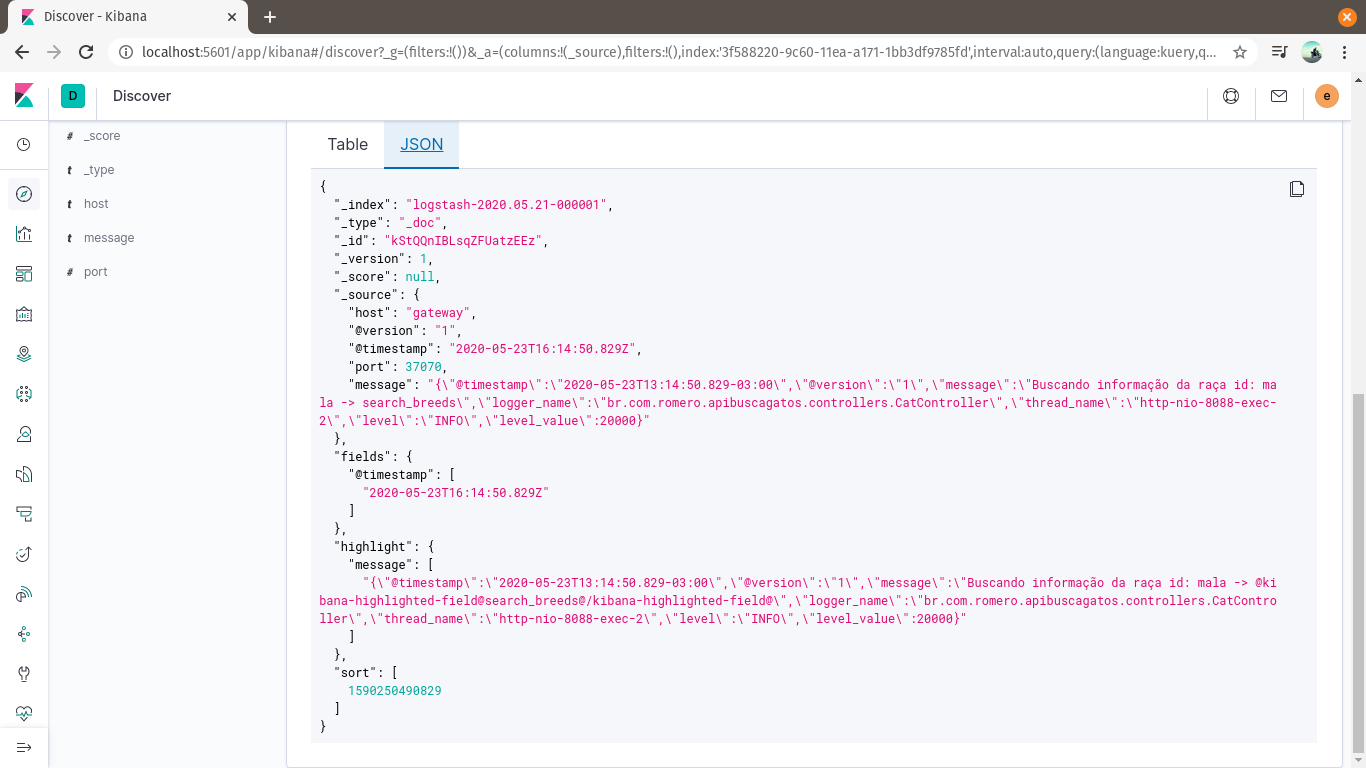 Discover - Kibana
localhost:5601/app/kibana#/discover?_g=(filters:!())&_a=(columns:!(_source),filters:!(),index:'3f588220-9c60-11ea-a171-1bb3df9785fd',interval:auto,query:(language:kuery,q...
D
Discover
e
# _score
t _type
t host
t message
# port
Table
JSON
{
"_index": "logstash-2020.05.21-000001",
"_type": "_doc",
"_id": "kStQQnIBLsqZFUatzEEz",
"_version": 1,
"_score": null,
"_source": {
"host": "gateway",
"@version": "1",
"@timestamp": "2020-05-23T16:14:50.829Z",
"port": 37070,
"message": "{\"@timestamp\":\"2020-05-23T13:14:50.829-03:00\",\"@version\":\"1\",\"message\":\"Buscando informação da raça id: ma
la -> search_breeds\",\"logger_name\":\"br.com.romero.apibuscagatos.controllers.CatController\",\"thread_name\":\"http-nio-8088-exec-
2\",\"level\":\"INFO\",\"level_value\":20000}"
},
"fields": {
"@timestamp": [
"2020-05-23T16:14:50.829Z"
]
},
"highlight": {
"message": [
"{\"@timestamp\":\"2020-05-23T13:14:50.829-03:00\",\"@version\":\"1\",\"message\":\"Buscando informação da raça id: mala -> @ki
bana-highlighted-field@search_breeds@/kibana-highlighted-field@\",\"logger_name\":\"br.com.romero.apibuscagatos.controllers.CatContro
ller\",\"thread_name\":\"http-nio-8088-exec-2\",\"level\":\"INFO\",\"level_value\":20000}"
]
},
"sort": [
1590250490829
]
}